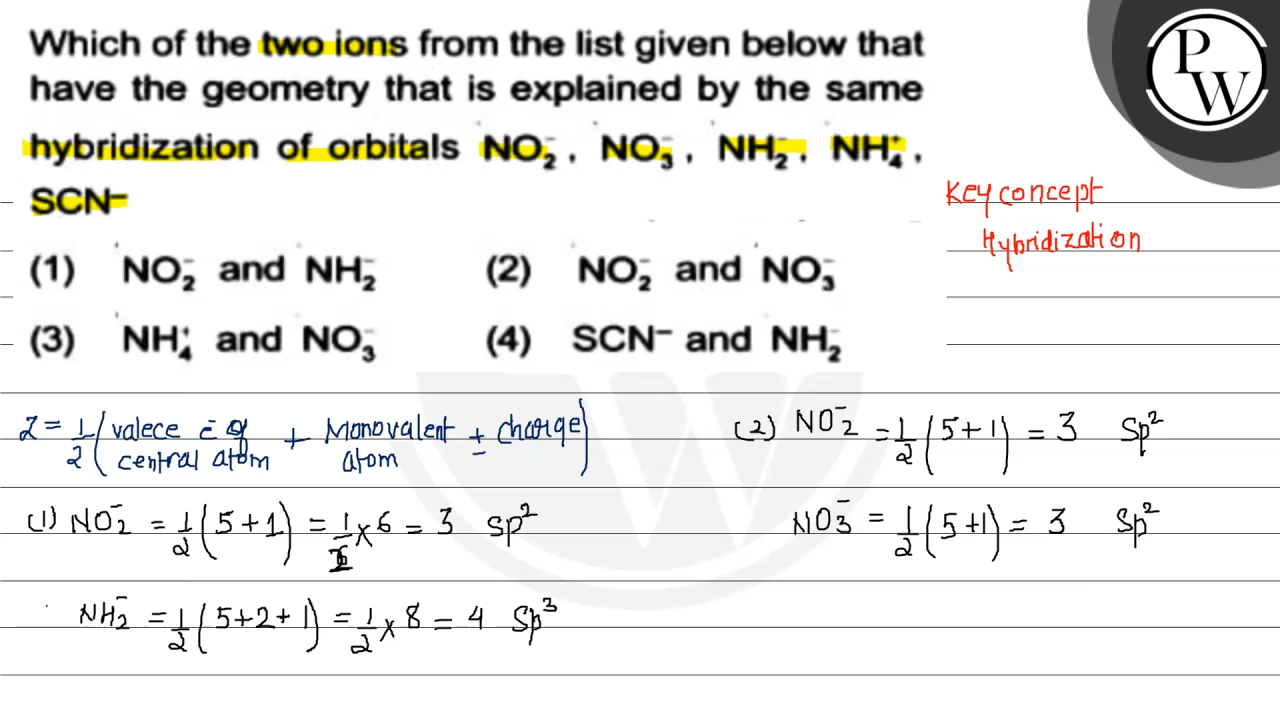 Which of the two ions from the list given below that
have the geometry that is explained by the same
hybridization of orbitals NO₂⁻, NO₃⁻, NH₂⁻, NH₄⁺,
SCN⁻
(1) NO₂⁻ and NH₂⁻ (2) NO₂⁻ and NO₃⁻
(3) NH₄⁺ and NO₃⁻ (4) SCN⁻ and NH₂⁻
PW
Key concept
Hybridization
Z = 1/2 (valece e⁻ of central atom + Monovalent atom ± charge)
(1) NO₂⁻ = 1/2 (5+1) = 1/2 × 6 = 3 Sp²
NH₂⁻ = 1/2 (5+2+1) = 1/2 × 8 = 4 Sp³
(2) NO₂⁻ = 1/2 (5+1) = 3 Sp²
NO₃⁻ = 1/2 (5+1) = 3 Sp²